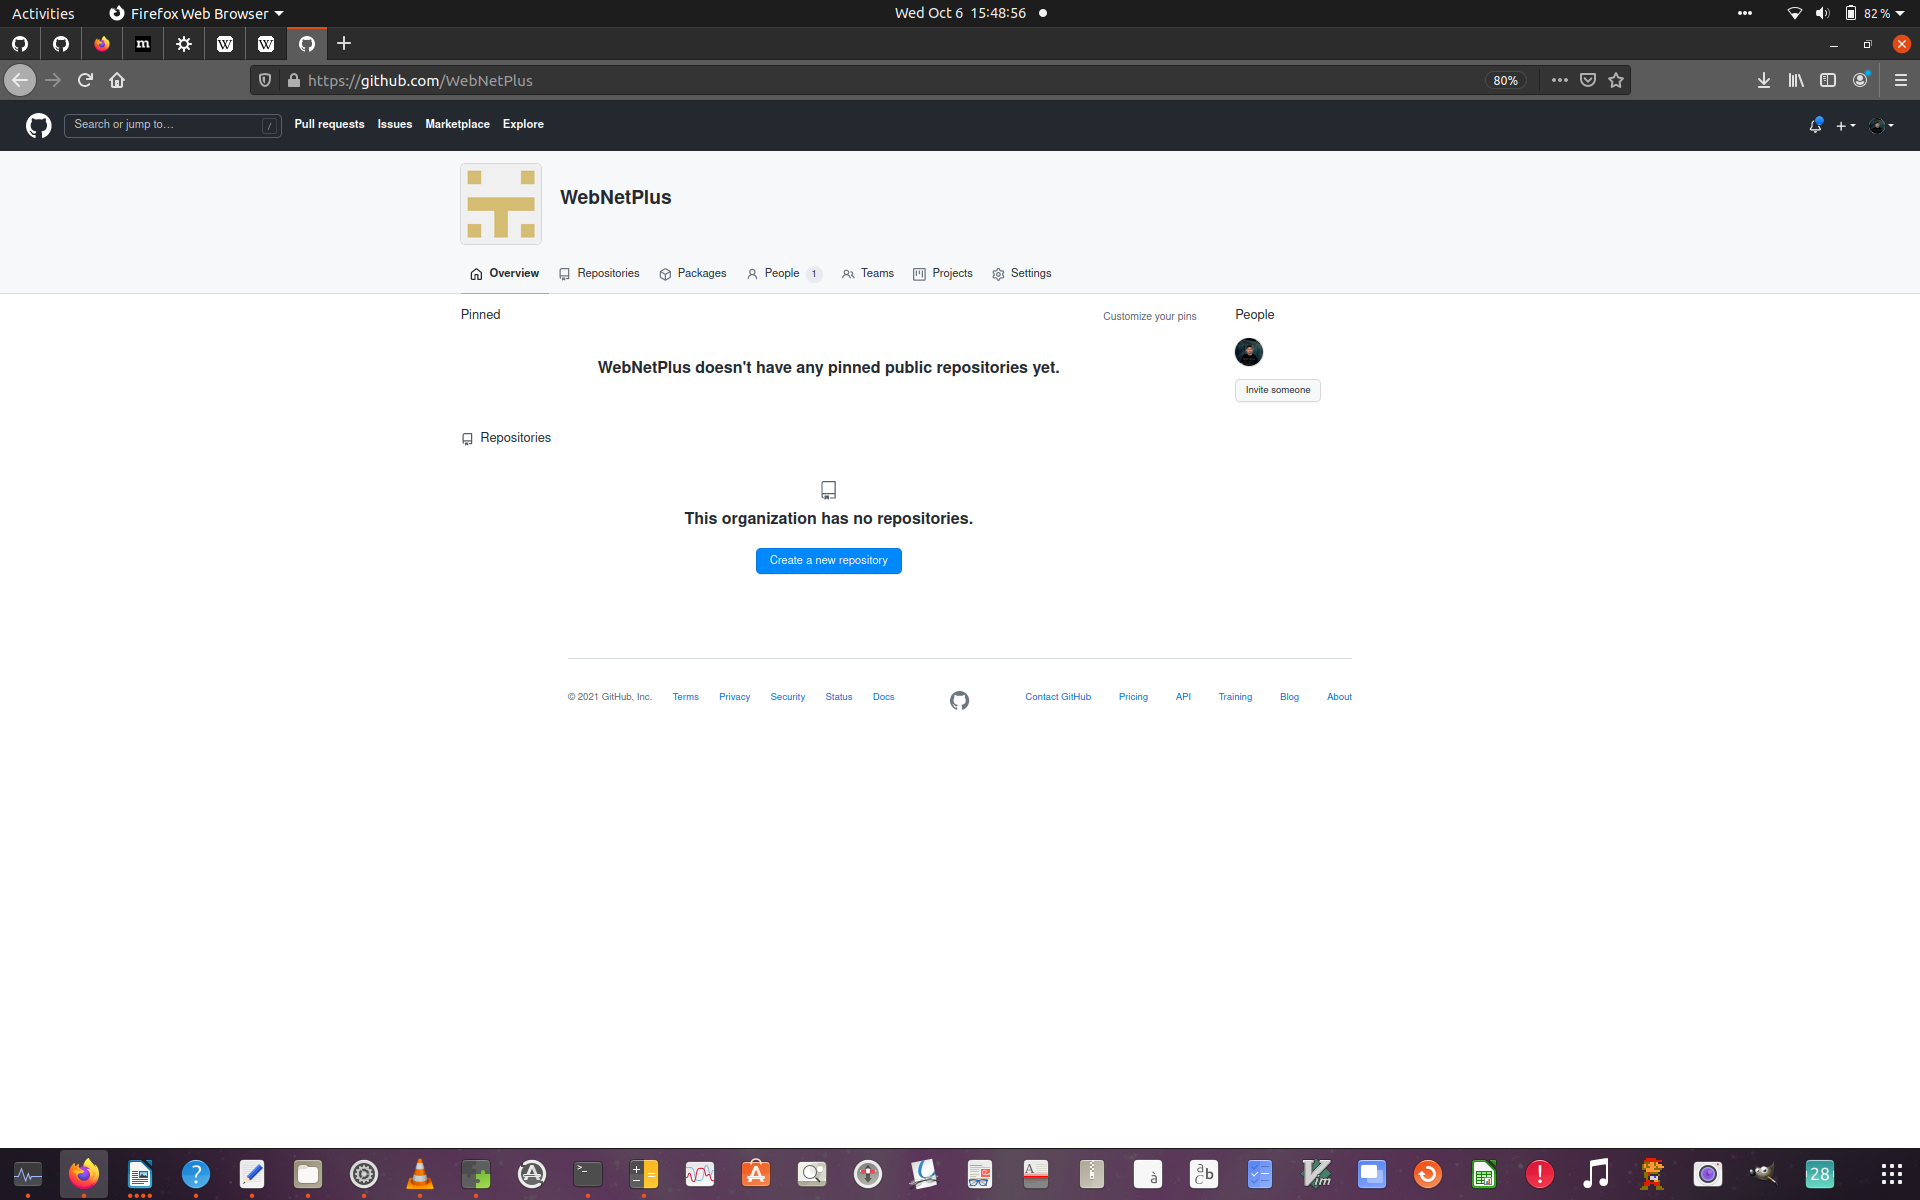 Activities Firefox Web Browser Wed Oct 6 15:48:56 82 %
m W W
https://github.com/WebNetPlus 80%
Search or jump to… / Pull requests Issues Marketplace Explore
WebNetPlus
Overview Repositories Packages People 1 Teams Projects Settings
Pinned Customize your pins People
WebNetPlus doesn't have any pinned public repositories yet.
Invite someone
Repositories
This organization has no repositories.
Create a new repository
© 2021 GitHub, Inc. Terms Privacy Security Status Docs Contact GitHub Pricing API Training Blog About
? >_ A à a b C Vim ! 28